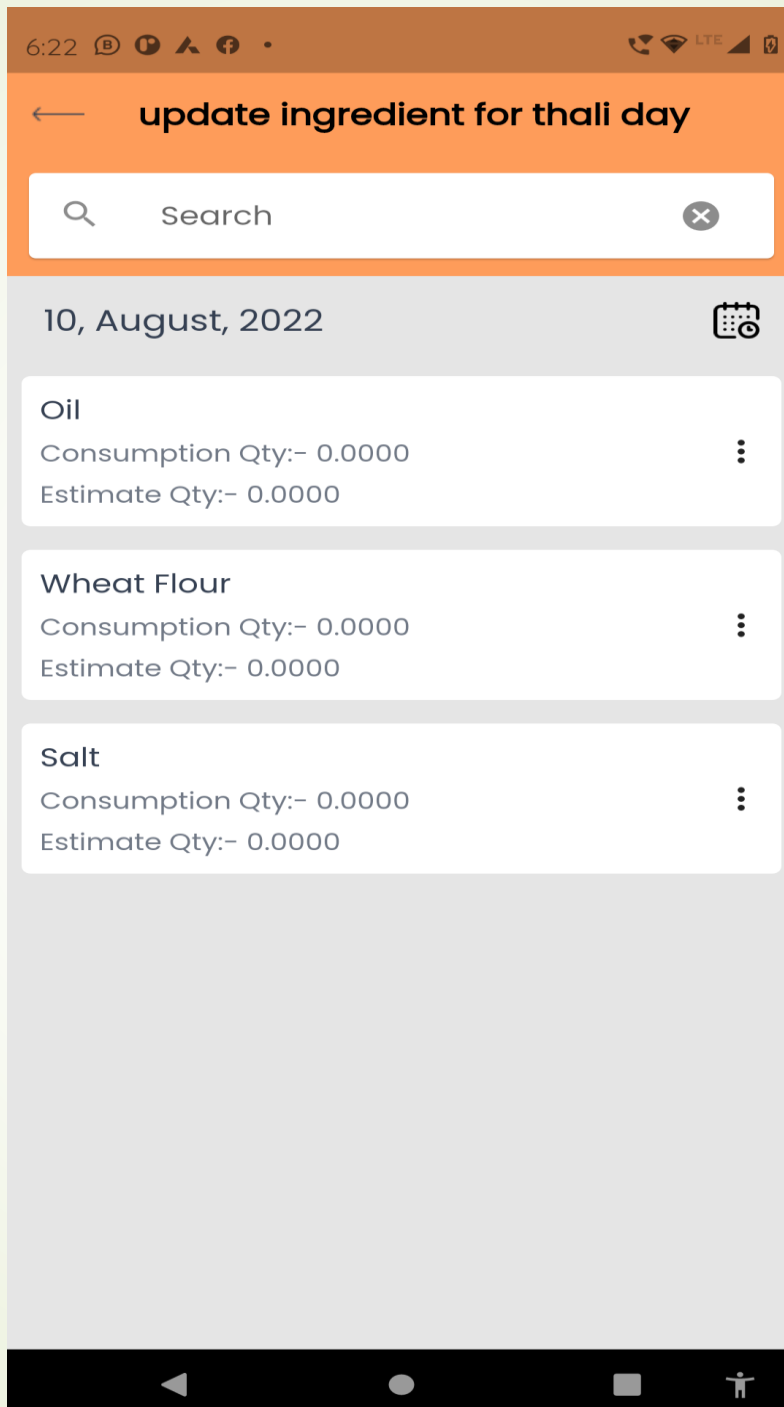 6:22
LTE
update ingredient for thali day
Search
10, August, 2022
Oil
Consumption Qty:- 0.0000
Estimate Qty:- 0.0000
Wheat Flour
Consumption Qty:- 0.0000
Estimate Qty:- 0.0000
Salt
Consumption Qty:- 0.0000
Estimate Qty:- 0.0000